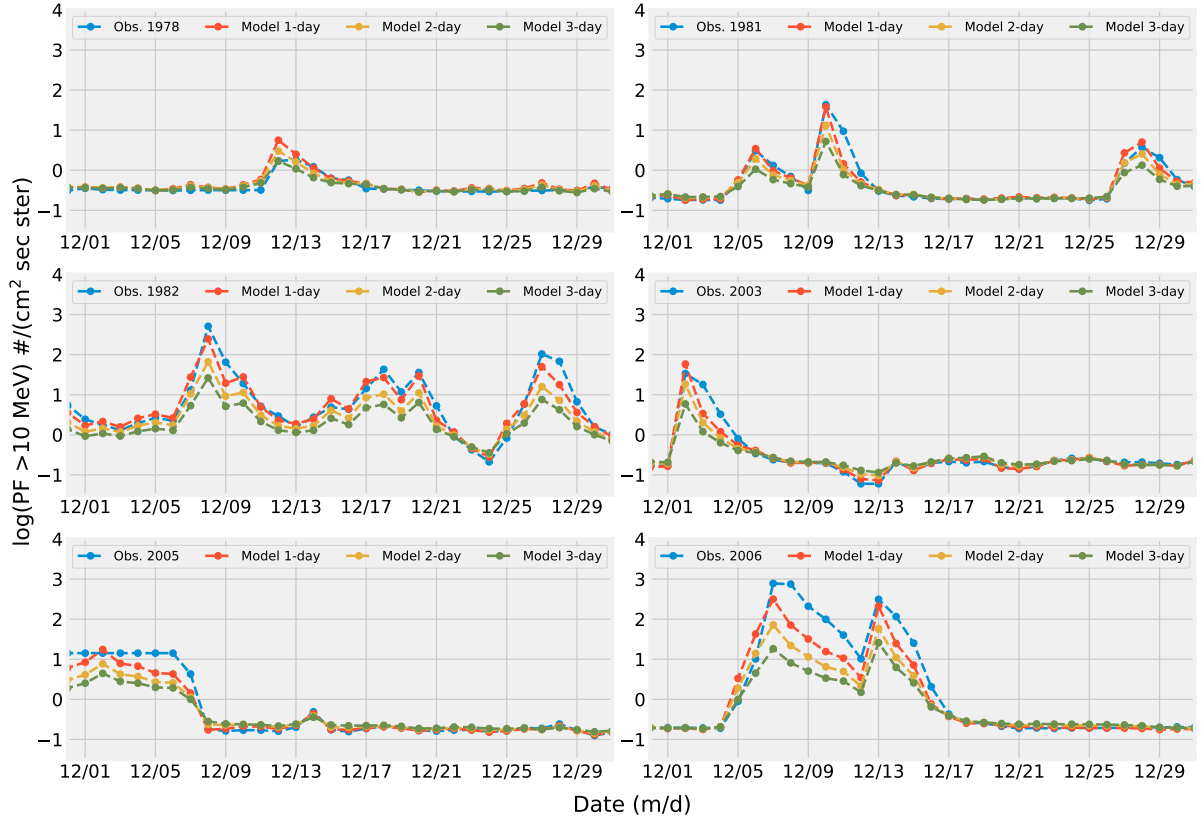 Obs. 1978 Model 1-day Model 2-day Model 3-day
4
3
2
1
0
−1
12/01 12/05 12/09 12/13 12/17 12/21 12/25 12/29
Obs. 1981 Model 1-day Model 2-day Model 3-day
4
3
2
1
0
−1
12/01 12/05 12/09 12/13 12/17 12/21 12/25 12/29
log(PF >10 MeV) #/(cm² sec ster)
Obs. 1982 Model 1-day Model 2-day Model 3-day
4
3
2
1
0
−1
12/01 12/05 12/09 12/13 12/17 12/21 12/25 12/29
Obs. 2003 Model 1-day Model 2-day Model 3-day
4
3
2
1
0
−1
12/01 12/05 12/09 12/13 12/17 12/21 12/25 12/29
Obs. 2005 Model 1-day Model 2-day Model 3-day
4
3
2
1
0
−1
12/01 12/05 12/09 12/13 12/17 12/21 12/25 12/29
Obs. 2006 Model 1-day Model 2-day Model 3-day
4
3
2
1
0
−1
12/01 12/05 12/09 12/13 12/17 12/21 12/25 12/29
Date (m/d)